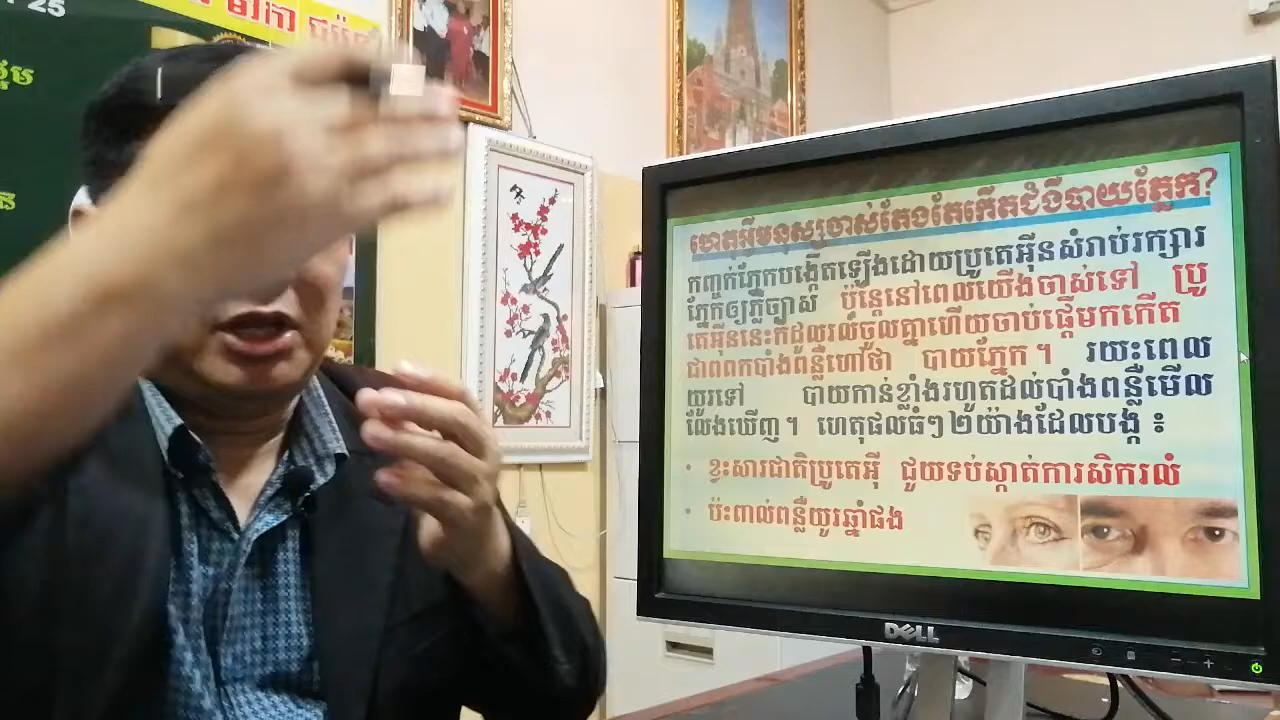 25
ហេតុអ្វីមនុស្សចាស់តែងតែកើតជំងឺបាយភ្នែក?
កញ្ចក់ភ្នែកបង្កើតឡើងដោយប្រូតេអ៊ីនសំរាប់រក្សារ
ភ្នែកឲ្យភ្លឺច្បាស់ ប៉ុន្តែនៅពេលយើងចាស់ទៅ ប្រូ
តេអ៊ីននេះក៏ដួលរលំចូលគ្នាហើយចាប់ផ្តើមកកើត
ជាពពកបាំងពន្លឺហៅថា បាយភ្នែក។ រយះពេល
យូរទៅ បាយកាន់ខ្លាំងរហូតដល់បាំងពន្លឺមើល
លែងឃើញ។ ហេតុផលធំៗ ២យ៉ាងដែលបង្ក ៖
• ខ្វះសារជាតិប្រូតេអ៊ី ជួយទប់ស្កាត់ការសិករលំ
• ប៉ះពាល់ពន្លឺយូរឆ្នាំផង
DELL